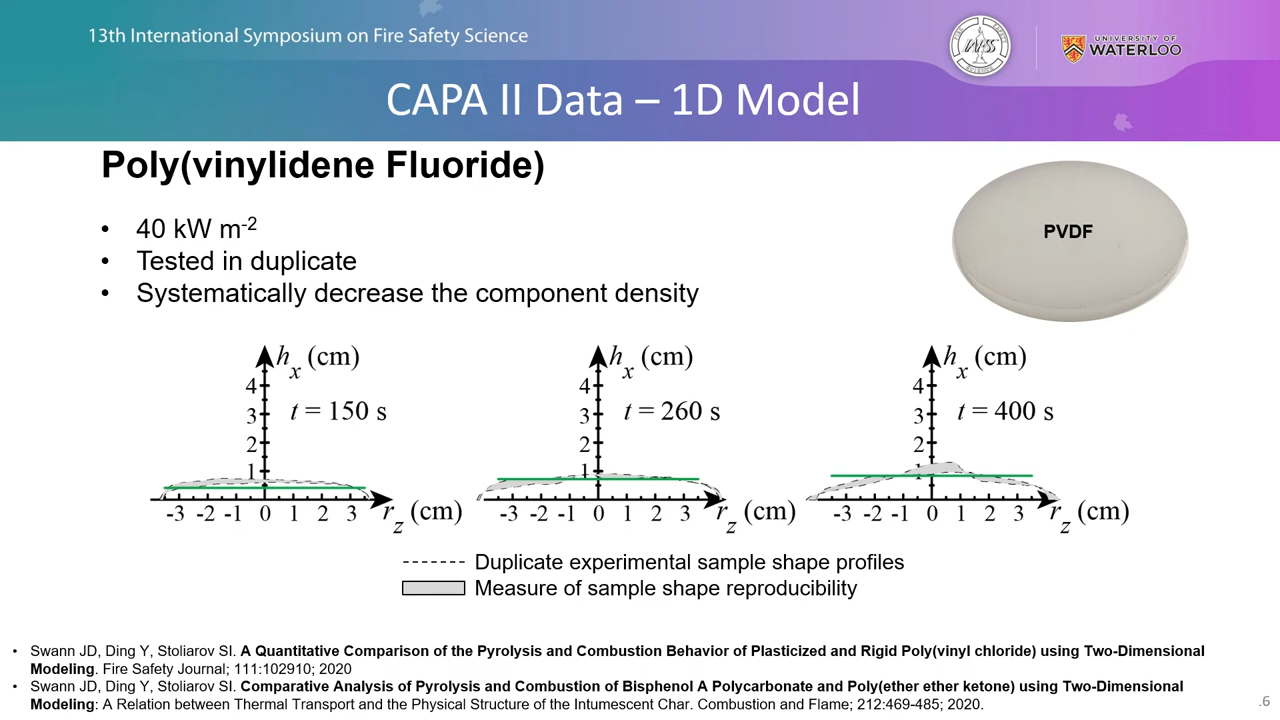 13th International Symposium on Fire Safety Science
UNIVERSITY OF
WATERLOO
CAPA II Data – 1D Model
Poly(vinylidene Fluoride)
• 40 kW m-2
• Tested in duplicate
• Systematically decrease the component density
PVDF
hx (cm)
4
3
2
1
t = 150 s
-3 -2 -1 0 1 2 3 rz (cm)
hx (cm)
4
3
2
1
t = 260 s
-3 -2 -1 0 1 2 3 rz (cm)
hx (cm)
4
3
2
1
t = 400 s
-3 -2 -1 0 1 2 3 rz (cm)
Duplicate experimental sample shape profiles
Measure of sample shape reproducibility
• Swann JD, Ding Y, Stoliarov SI. A Quantitative Comparison of the Pyrolysis and Combustion Behavior of Plasticized and Rigid Poly(vinyl chloride) using Two-Dimensional
Modeling. Fire Safety Journal; 111:102910; 2020
• Swann JD, Ding Y, Stoliarov SI. Comparative Analysis of Pyrolysis and Combustion of Bisphenol A Polycarbonate and Poly(ether ether ketone) using Two-Dimensional
Modeling: A Relation between Thermal Transport and the Physical Structure of the Intumescent Char. Combustion and Flame; 212:469-485; 2020.
.6